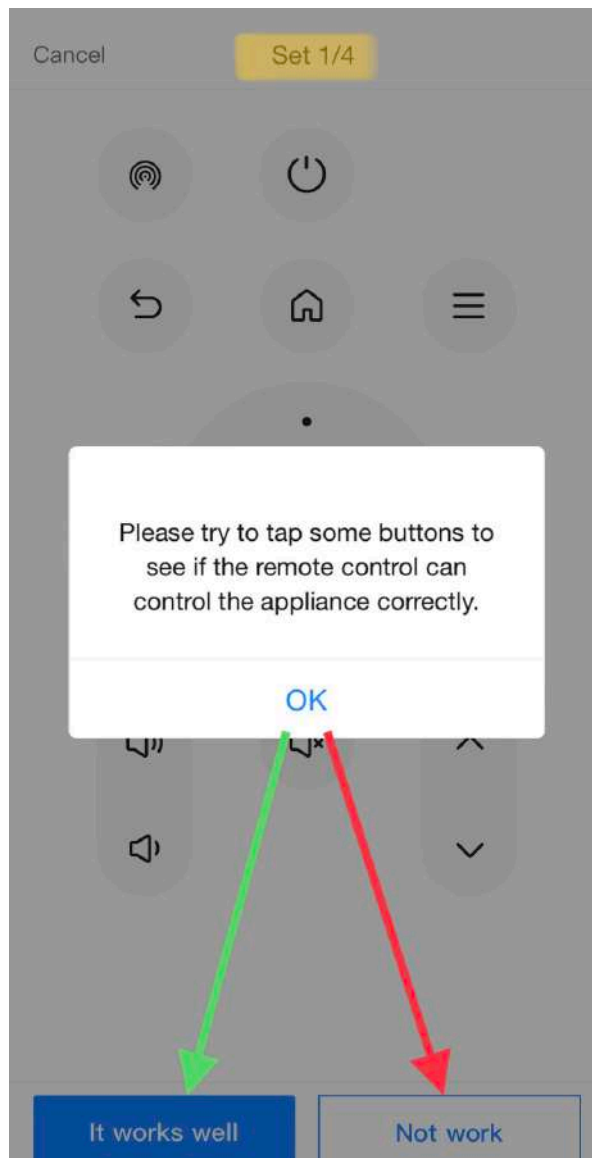 Cancel
Set 1/4
Please try to tap some buttons to
see if the remote control can
control the appliance correctly.
OK
It works well
Not work